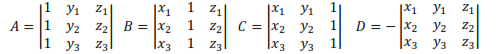 A = |1 y₁ z₁; 1 y₂ z₂; 1 y₃ z₃| B = |x₁ 1 z₁; x₂ 1 z₂; x₃ 1 z₃| C = |x₁ y₁ 1; x₂ y₂ 1; x₃ y₃ 1| D = − |x₁ y₁ z₁; x₂ y₂ z₂; x₃ y₃ z₃|